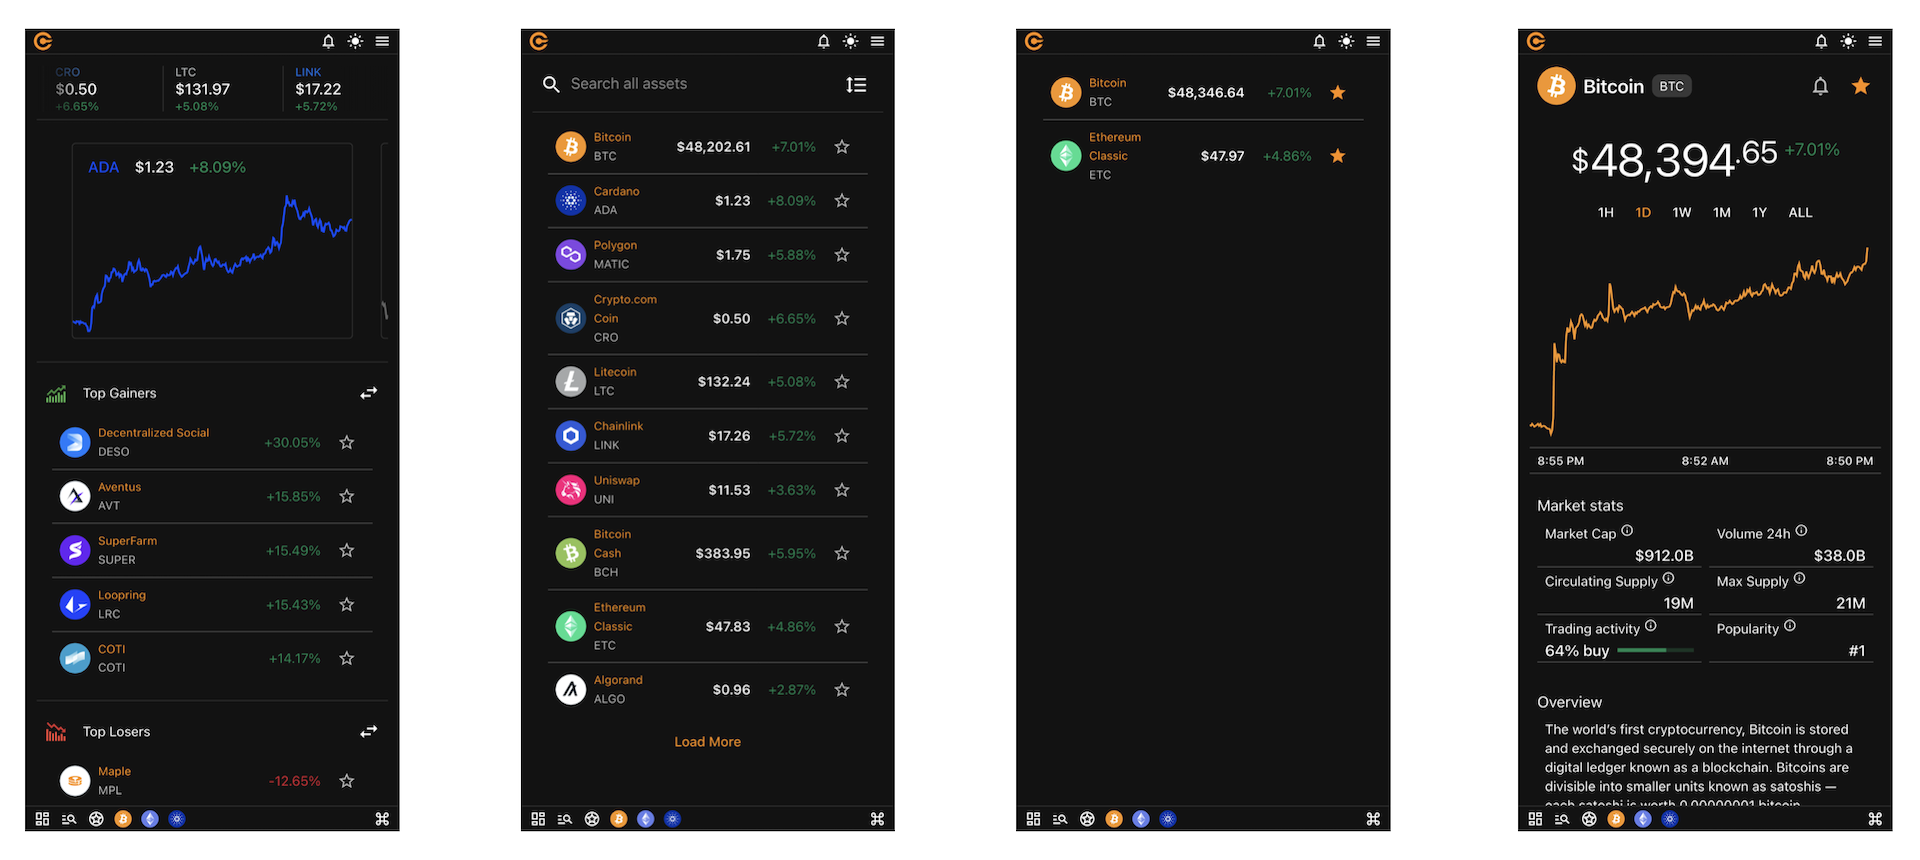 CRO LTC LINK
$0.50 $131.97 $17.22
+6.65% +5.08% +5.72%
ADA $1.23 +8.09%
Top Gainers
Decentralized Social
DESO
+30.05%
Aventus
AVT
+15.85%
SuperFarm
SUPER
+15.49%
Loopring
LRC
+15.43%
COTI
COTI
+14.17%
Top Losers
Maple
MPL
-12.65%
Search all assets
Bitcoin
BTC
$48,202.61 +7.01%
Cardano
ADA
$1.23 +8.09%
Polygon
MATIC
$1.75 +5.88%
Crypto.com
Coin
CRO
$0.50 +6.65%
Litecoin
LTC
$132.24 +5.08%
Chainlink
LINK
$17.26 +5.72%
Uniswap
UNI
$11.53 +3.63%
Bitcoin
Cash
BCH
$383.95 +5.95%
Ethereum
Classic
ETC
$47.83 +4.86%
Algorand
ALGO
$0.96 +2.87%
Load More
Bitcoin
BTC
$48,346.64 +7.01%
Ethereum
Classic
ETC
$47.97 +4.86%
Bitcoin BTC
$48,394.65 +7.01%
1H 1D 1W 1M 1Y ALL
8:55 PM 8:52 AM 8:50 PM
Market stats
Market Cap Volume 24h
$912.0B $38.0B
Circulating Supply Max Supply
19M 21M
Trading activity Popularity
64% buy #1
Overview
The world's first cryptocurrency, Bitcoin is stored
and exchanged securely on the internet through a
digital ledger known as a blockchain. Bitcoins are
divisible into smaller units known as satoshis —
each satoshi is worth 0.00000001 bitcoin.